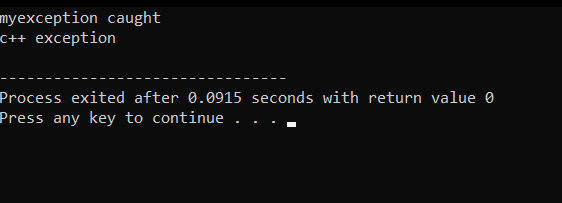 myexception caught
c++ exception
--------------------------------
Process exited after 0.0915 seconds with return value 0
Press any key to continue . . .